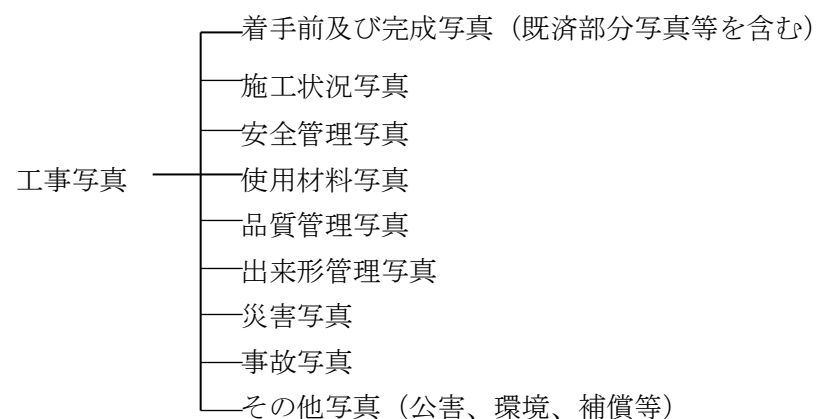 着手前及び完成写真（既済部分写真等を含む）
施工状況写真
安全管理写真
工事写真
使用材料写真
品質管理写真
出来形管理写真
災害写真
事故写真
その他写真（公害、環境、補償等）